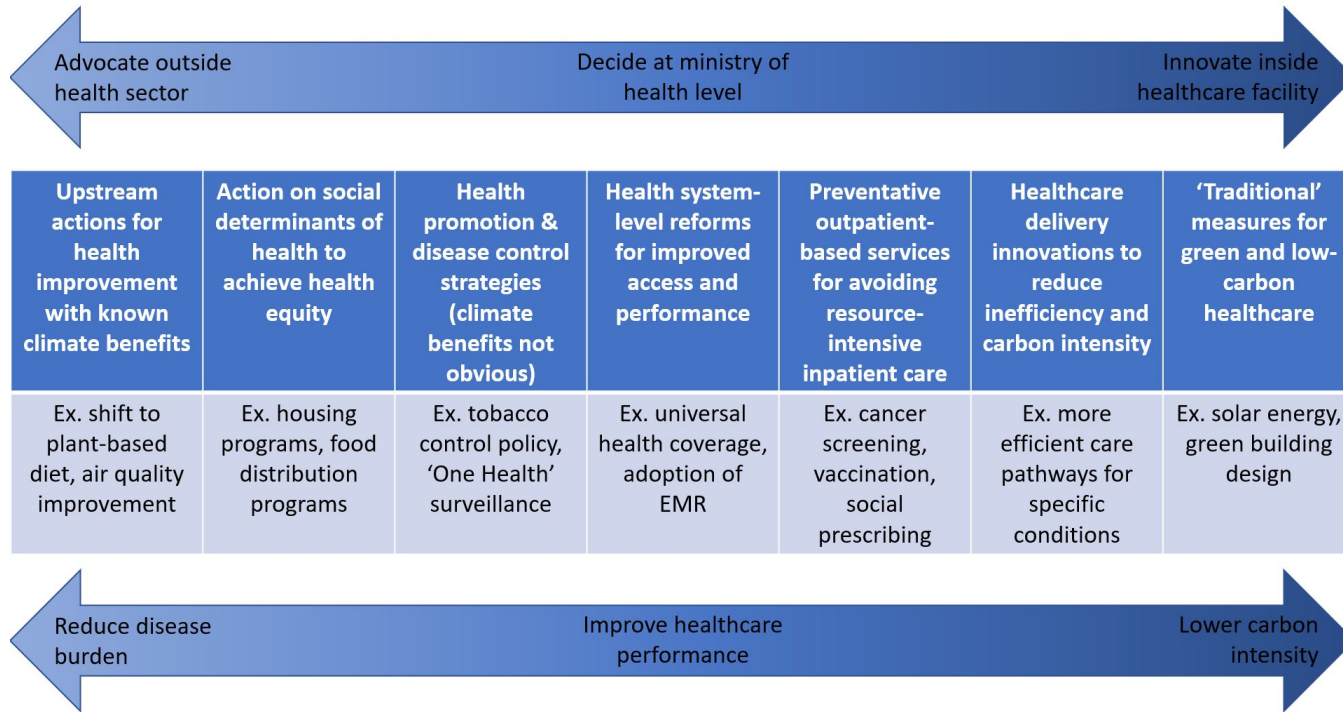 Advocate outside
health sector
Decide at ministry of
health level
Innovate inside
healthcare facility
Upstream
actions for
health
improvement
with known
climate benefits
Action on social
determinants of
health to
achieve health
equity
Health
promotion &
disease control
strategies
(climate
benefits not
obvious)
Health system-
level reforms
for improved
access and
performance
Preventative
outpatient-
based services
for avoiding
resource-
intensive
inpatient care
Healthcare
delivery
innovations to
reduce
inefficiency and
carbon intensity
‘Traditional’
measures for
green and low-
carbon
healthcare
Ex. shift to
plant-based
diet, air quality
improvement
Ex. housing
programs, food
distribution
programs
Ex. tobacco
control policy,
‘One Health’
surveillance
Ex. universal
health coverage,
adoption of
EMR
Ex. cancer
screening,
vaccination,
social
prescribing
Ex. more
efficient care
pathways for
specific
conditions
Ex. solar energy,
green building
design
Reduce disease
burden
Improve healthcare
performance
Lower carbon
intensity